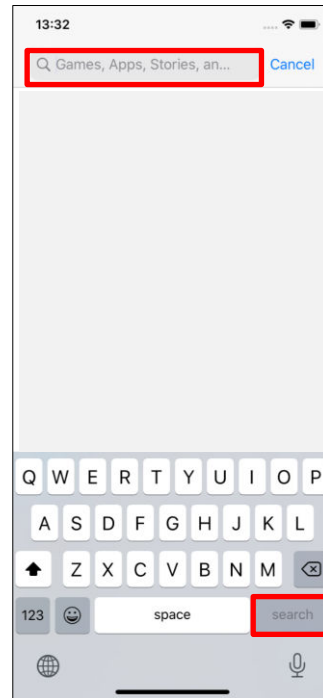 13:32
Games, Apps, Stories, an... Cancel
Q W E R T Y U I O P
A S D F G H J K L
Z X C V B N M
123 space search